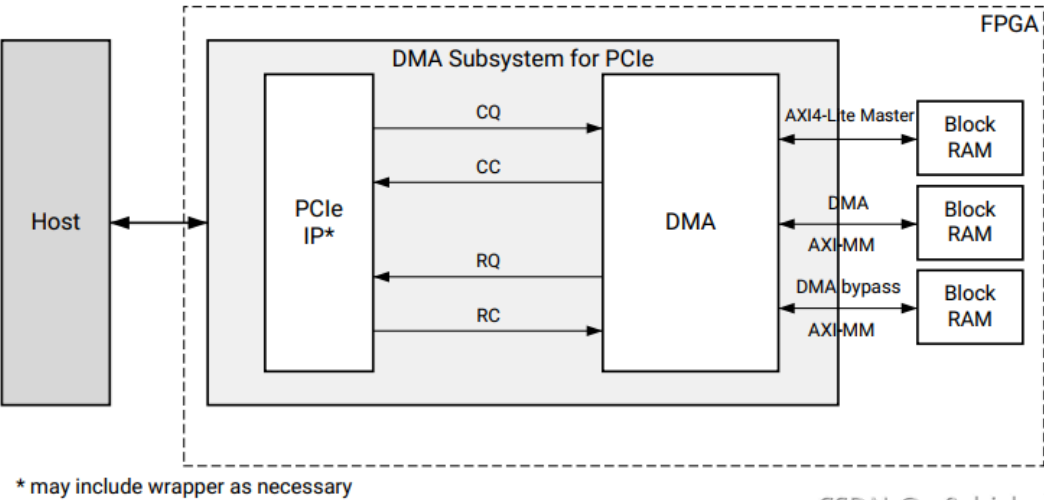 FPGA
DMA Subsystem for PCIe
Host
PCIe
IP*
CQ
CC
RQ
RC
DMA
AXI4-Lite Master
Block
RAM
DMA
AXI-MM
Block
RAM
DMA bypass
AXI-MM
Block
RAM
* may include wrapper as necessary